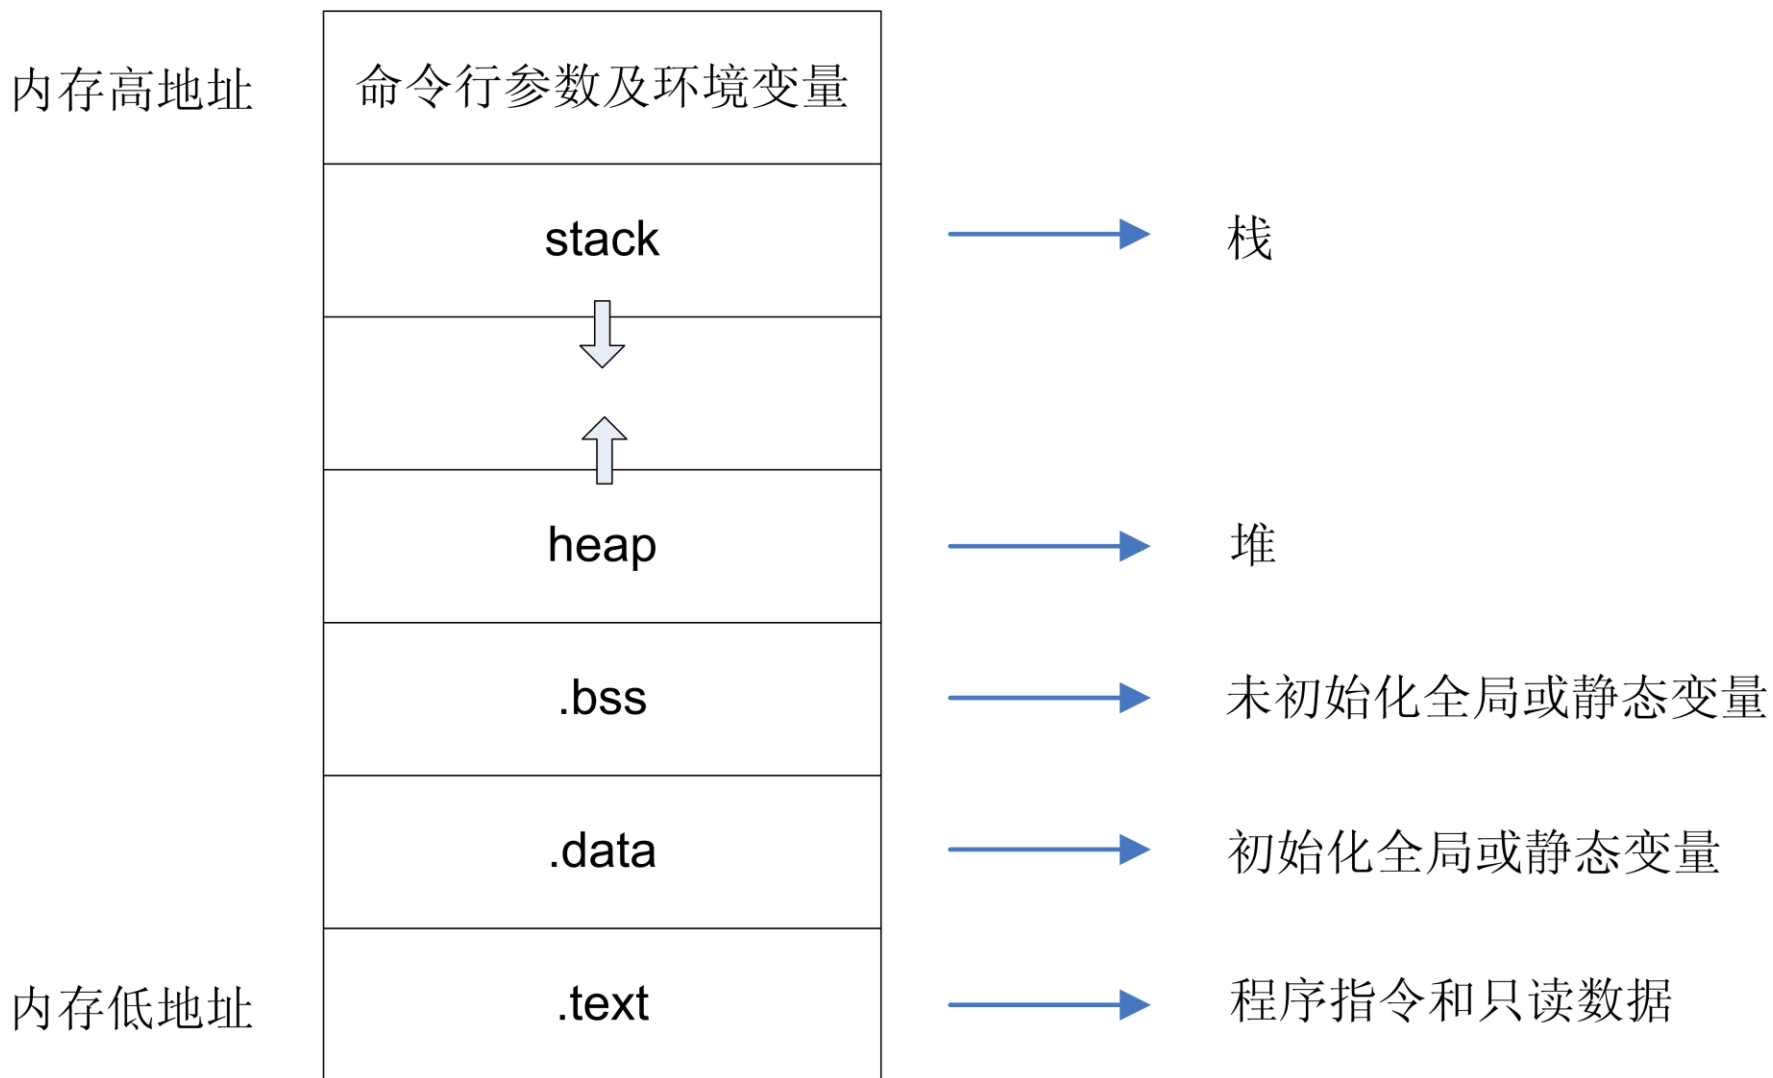 内存高地址
命令行参数及环境变量
stack
栈
heap
堆
.bss
未初始化全局或静态变量
.data
初始化全局或静态变量
内存低地址
.text
程序指令和只读数据